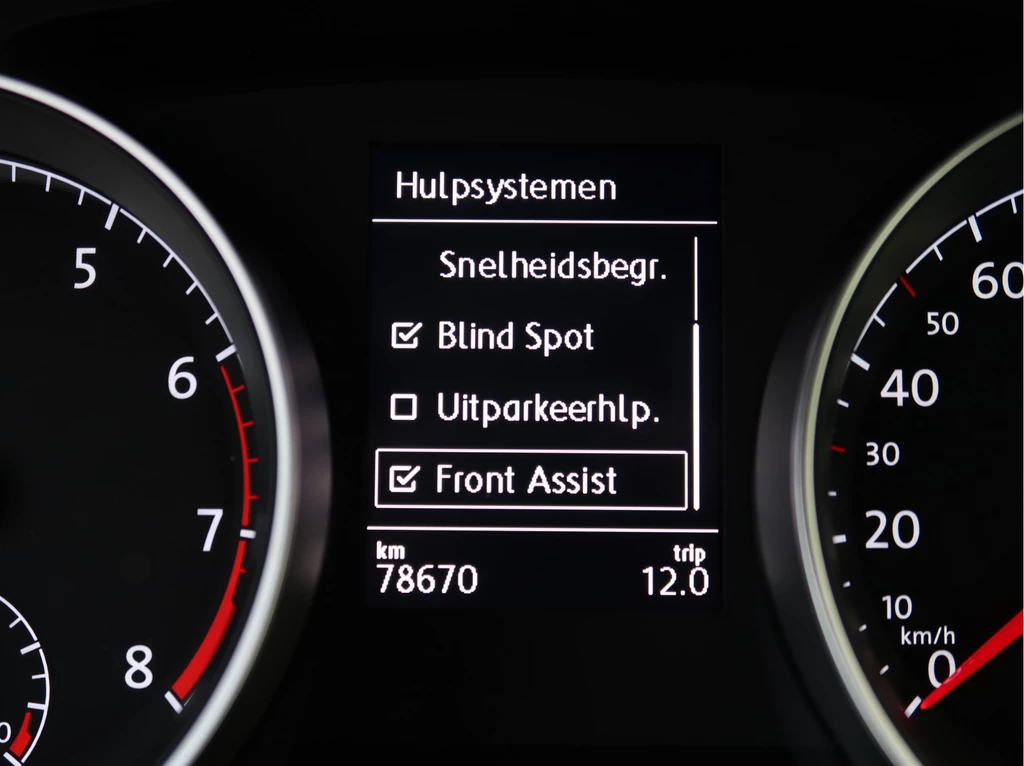 Hulpsystemen
Snelheidsbegr.
Blind Spot
Uitparkeerhlp.
Front Assist
km trip
78670 12.0
5
6
7
8
0
60
50
40
30
20
10
km/h
0